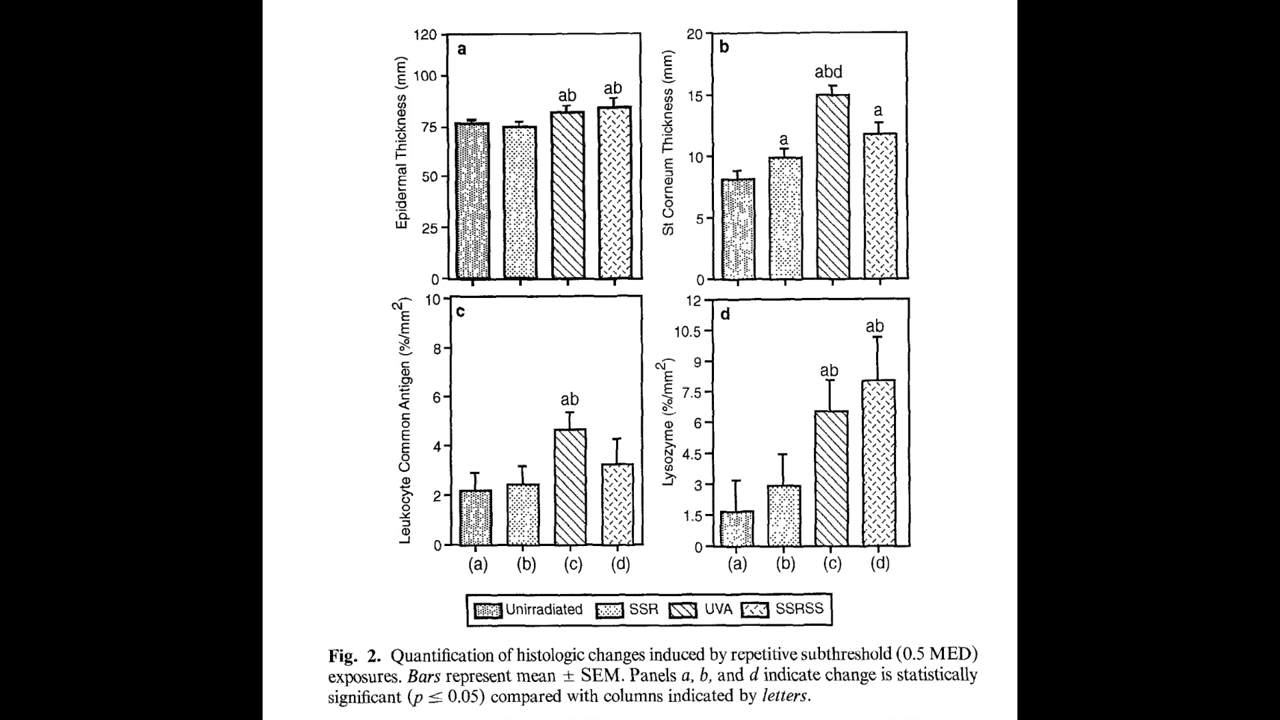 a
Epidermal Thickness (mm)
120
100
75
50
25
0
ab
ab
b
St Corneum Thickness (mm)
20
15
10
5
0
a
abd
a
c
Leukocyte Common Antigen (%/mm²)
10
8
6
4
2
0
ab
(a) (b) (c) (d)
d
Lysozyme (%/mm²)
12
10.5
9
7.5
6
4.5
3
1.5
0
ab
ab
(a) (b) (c) (d)
Unirradiated SSR UVA SSRSS
Fig. 2. Quantification of histologic changes induced by repetitive subthreshold (0.5 MED)
exposures. Bars represent mean ± SEM. Panels a, b, and d indicate change is statistically
significant (p ≤ 0.05) compared with columns indicated by letters.